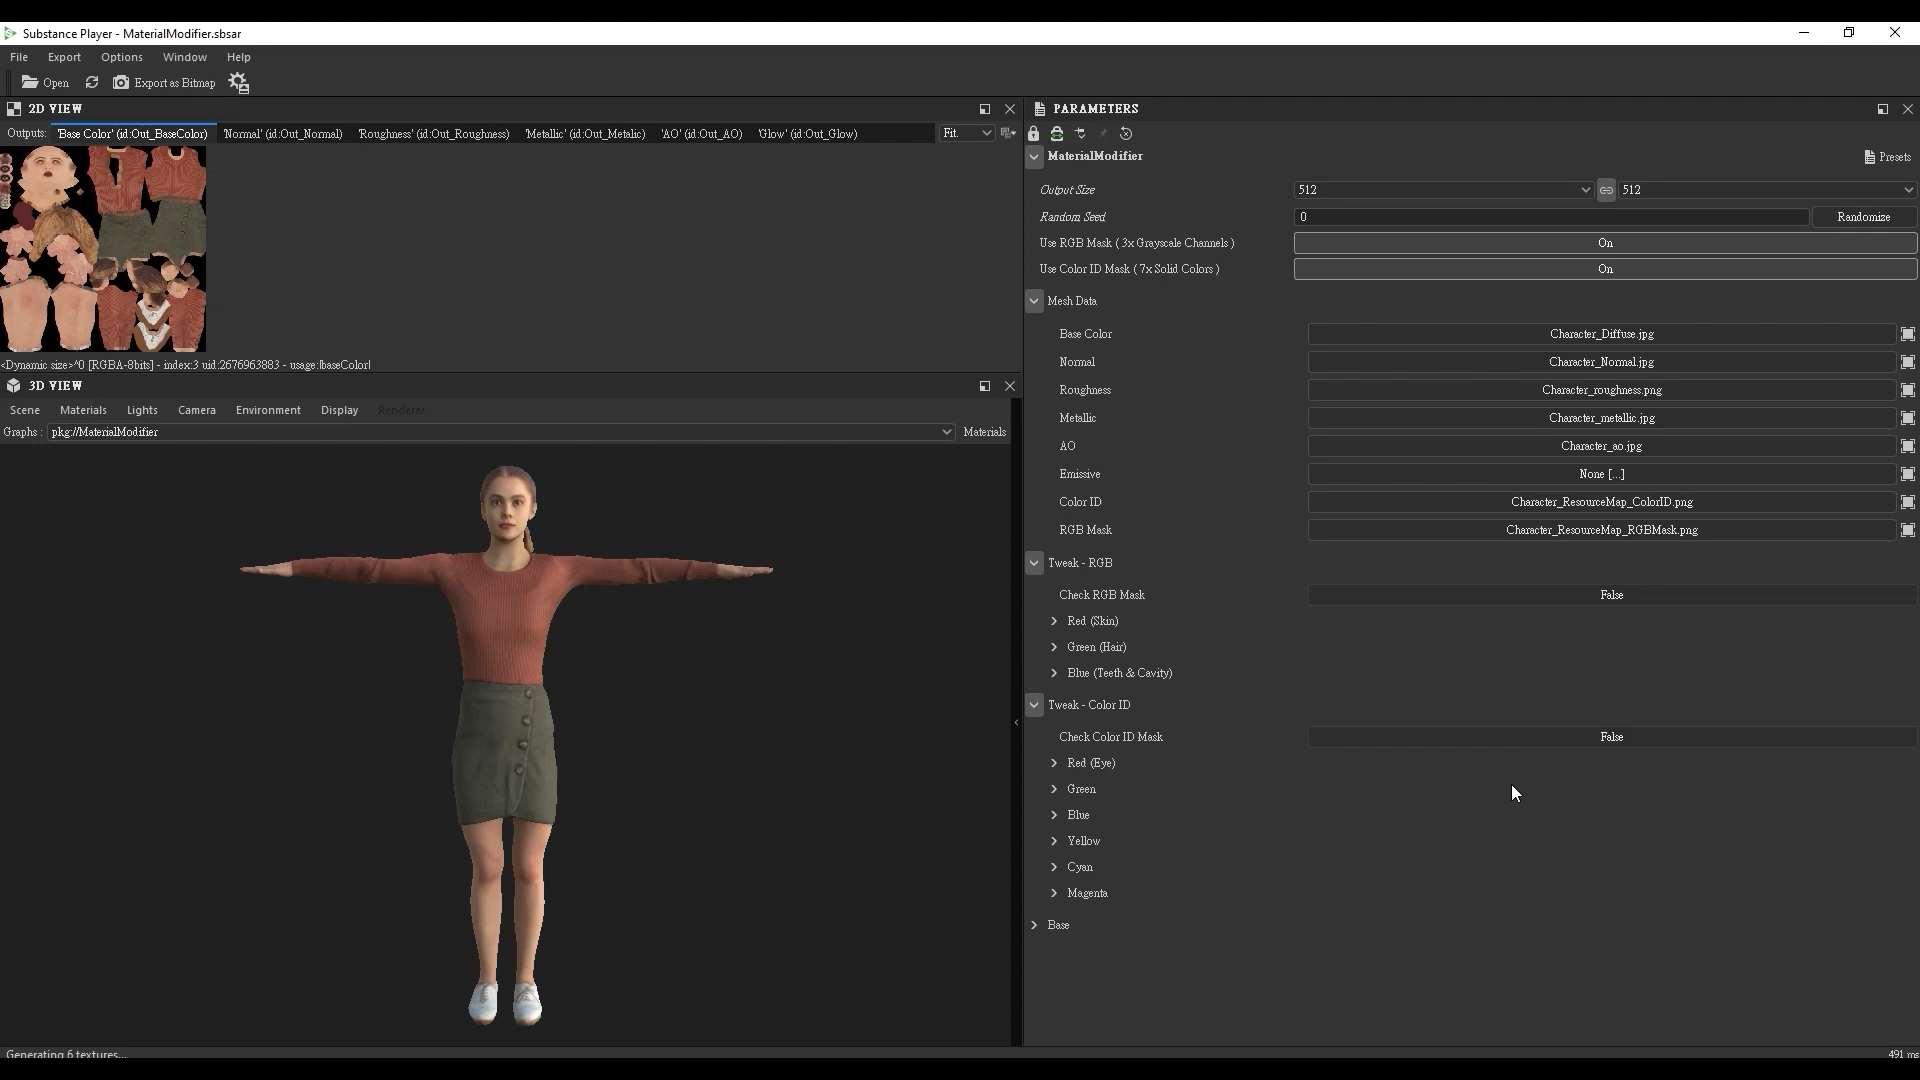 Substance Player - MaterialModifier.sbsar
File Export Options Window Help
Open Export as Bitmap
2D VIEW
Outputs: 'Base Color' (id:Out_BaseColor) 'Normal' (id:Out_Normal) 'Roughness' (id:Out_Roughness) 'Metallic' (id:Out_Metalic) 'AO' (id:Out_AO) 'Glow' (id:Out_Glow) Fit.
<Dynamic size>^0 [RGBA-8bits] - index:3 uid:2676963883 - usage:[baseColor]
3D VIEW
Scene Materials Lights Camera Environment Display Renderer
Graphs : pkg://MaterialModifier Materials
Generating 6 textures...
PARAMETERS
MaterialModifier Presets
Output Size 512 512
Random Seed 0 Randomize
Use RGB Mask ( 3x Grayscale Channels ) On
Use Color ID Mask ( 7x Solid Colors ) On
Mesh Data
Base Color Character_Diffuse.jpg
Normal Character_Normal.jpg
Roughness Character_roughness.png
Metallic Character_metallic.jpg
AO Character_ao.jpg
Emissive None [...]
Color ID Character_ResourceMap_ColorID.png
RGB Mask Character_ResourceMap_RGBMask.png
Tweak - RGB
Check RGB Mask False
Red (Skin)
Green (Hair)
Blue (Teeth & Cavity)
Tweak - Color ID
Check Color ID Mask False
Red (Eye)
Green
Blue
Yellow
Cyan
Magenta
Base
491 ms